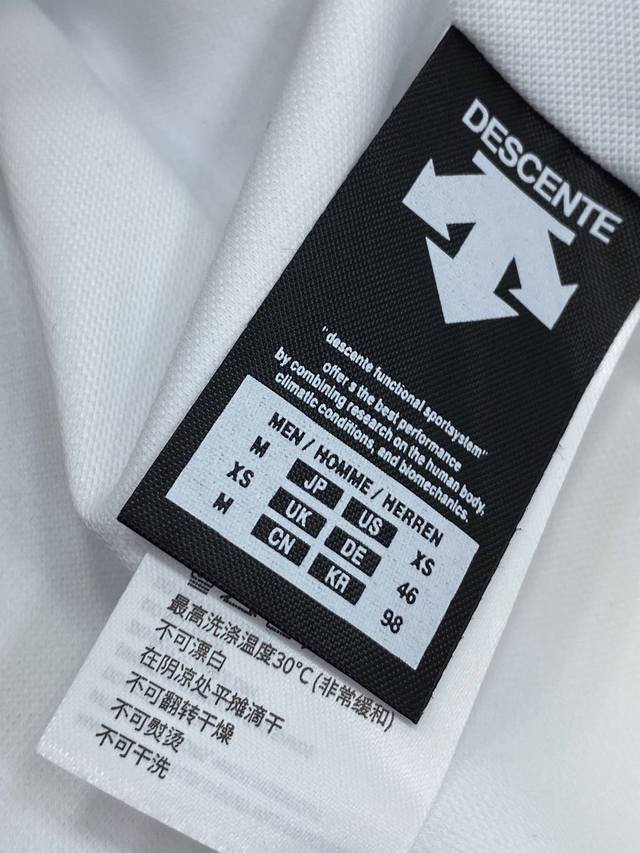 DESCENTE
"descente functional sportsystem"
offer s the best performance
by combining research on the human body,
climatic conditions, and biomechanics.
MEN / HOMME / HERREN
M JP US XS
XS UK DE 46
M CN KR 98
最高洗涤温度30°C(非常缓和)
不可漂白
在阴凉处平摊滴干
不可翻转干燥
不可熨烫
不可干洗